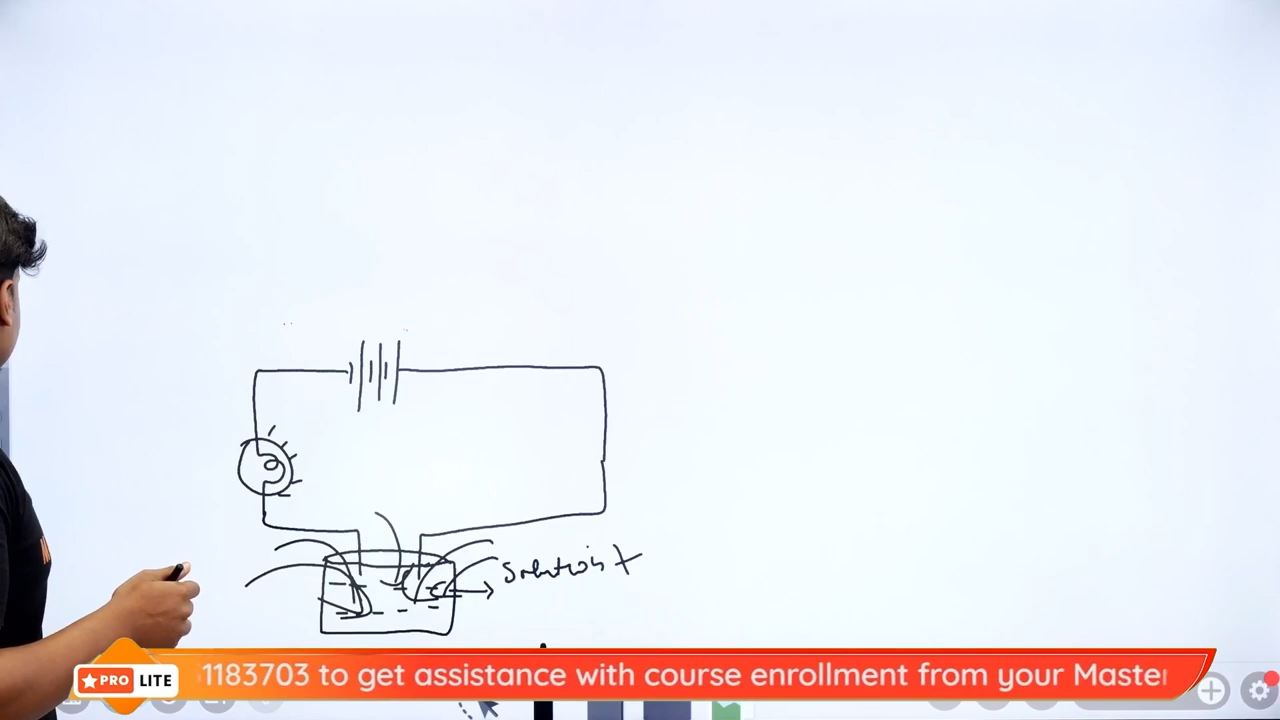 Solution
PRO LITE
1183703 to get assistance with course enrollment from your Master